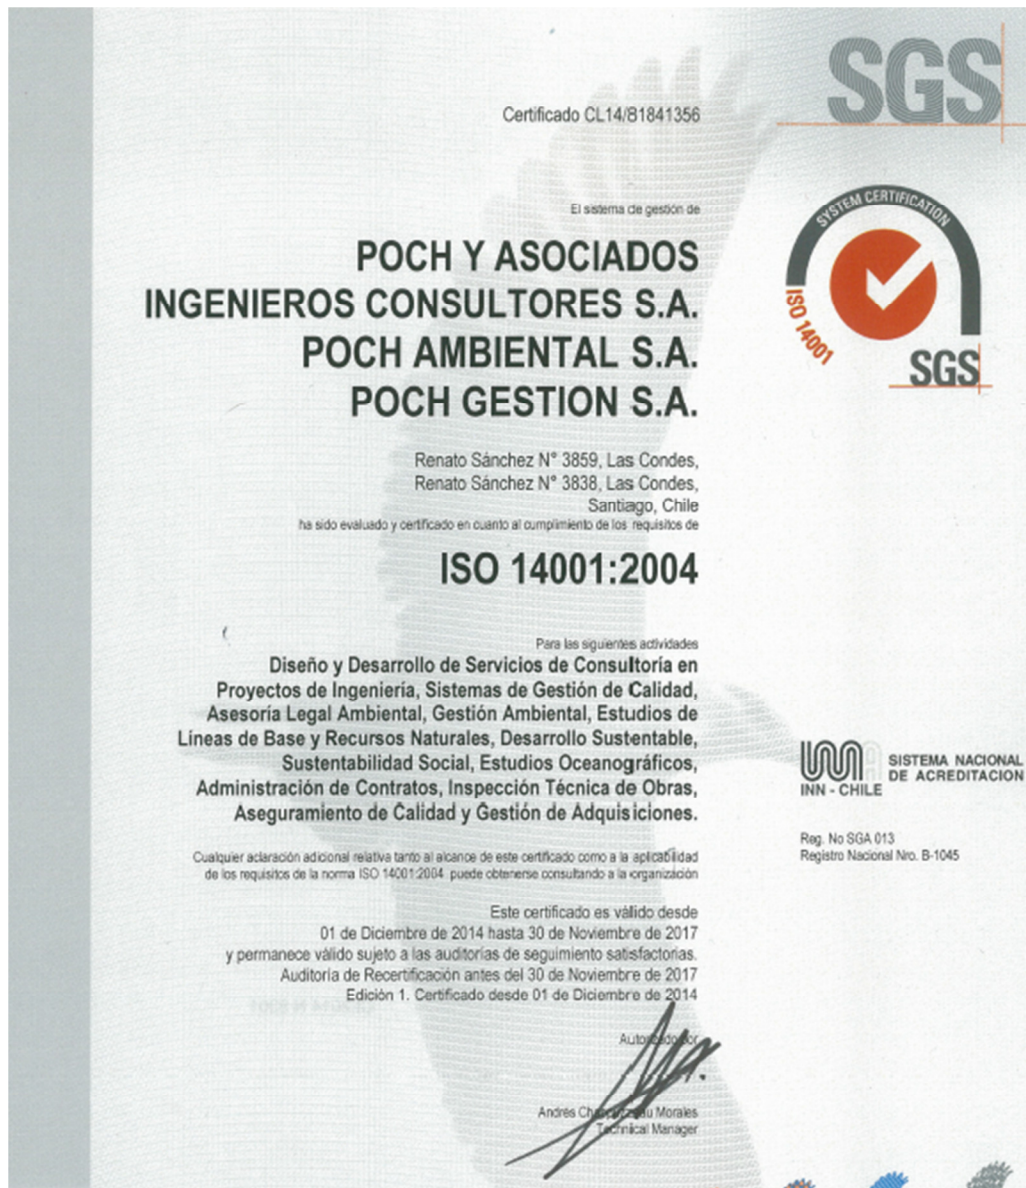 SGS
Certificado CL14/81841356
SYSTEM CERTIFICATION
ISO 14001
SGS
El sistema de gestión de
POCH Y ASOCIADOS
INGENIEROS CONSULTORES S.A.
POCH AMBIENTAL S.A.
POCH GESTION S.A.
Renato Sánchez N° 3859, Las Condes,
Renato Sánchez N° 3838, Las Condes,
Santiago, Chile
ha sido evaluado y certificado en cuanto al cumplimiento de los requisitos de
ISO 14001:2004
Para las siguientes actividades
Diseño y Desarrollo de Servicios de Consultoría en
Proyectos de Ingeniería, Sistemas de Gestión de Calidad,
Asesoría Legal Ambiental, Gestión Ambiental, Estudios de
Líneas de Base y Recursos Naturales, Desarrollo Sustentable,
Sustentabilidad Social, Estudios Oceanográficos,
Administración de Contratos, Inspección Técnica de Obras,
Aseguramiento de Calidad y Gestión de Adquisiciones.
INN - CHILE
SISTEMA NACIONAL
DE ACREDITACION
Reg. No SGA 013
Registro Nacional Nro. B-1045
Cualquier aclaración adicional relativa tanto al alcance de este certificado como a la aplicabilidad
de los requisitos de la norma ISO 14001:2004 puede obtenerse consultando a la organización
Este certificado es válido desde
01 de Diciembre de 2014 hasta 30 de Noviembre de 2017
y permanece válido sujeto a las auditorías de seguimiento satisfactorias.
Auditoria de Recertificación antes del 30 de Noviembre de 2017
Edición 1. Certificado desde 01 de Diciembre de 2014
Autorizado por
Andrés Morales
Technical Manager